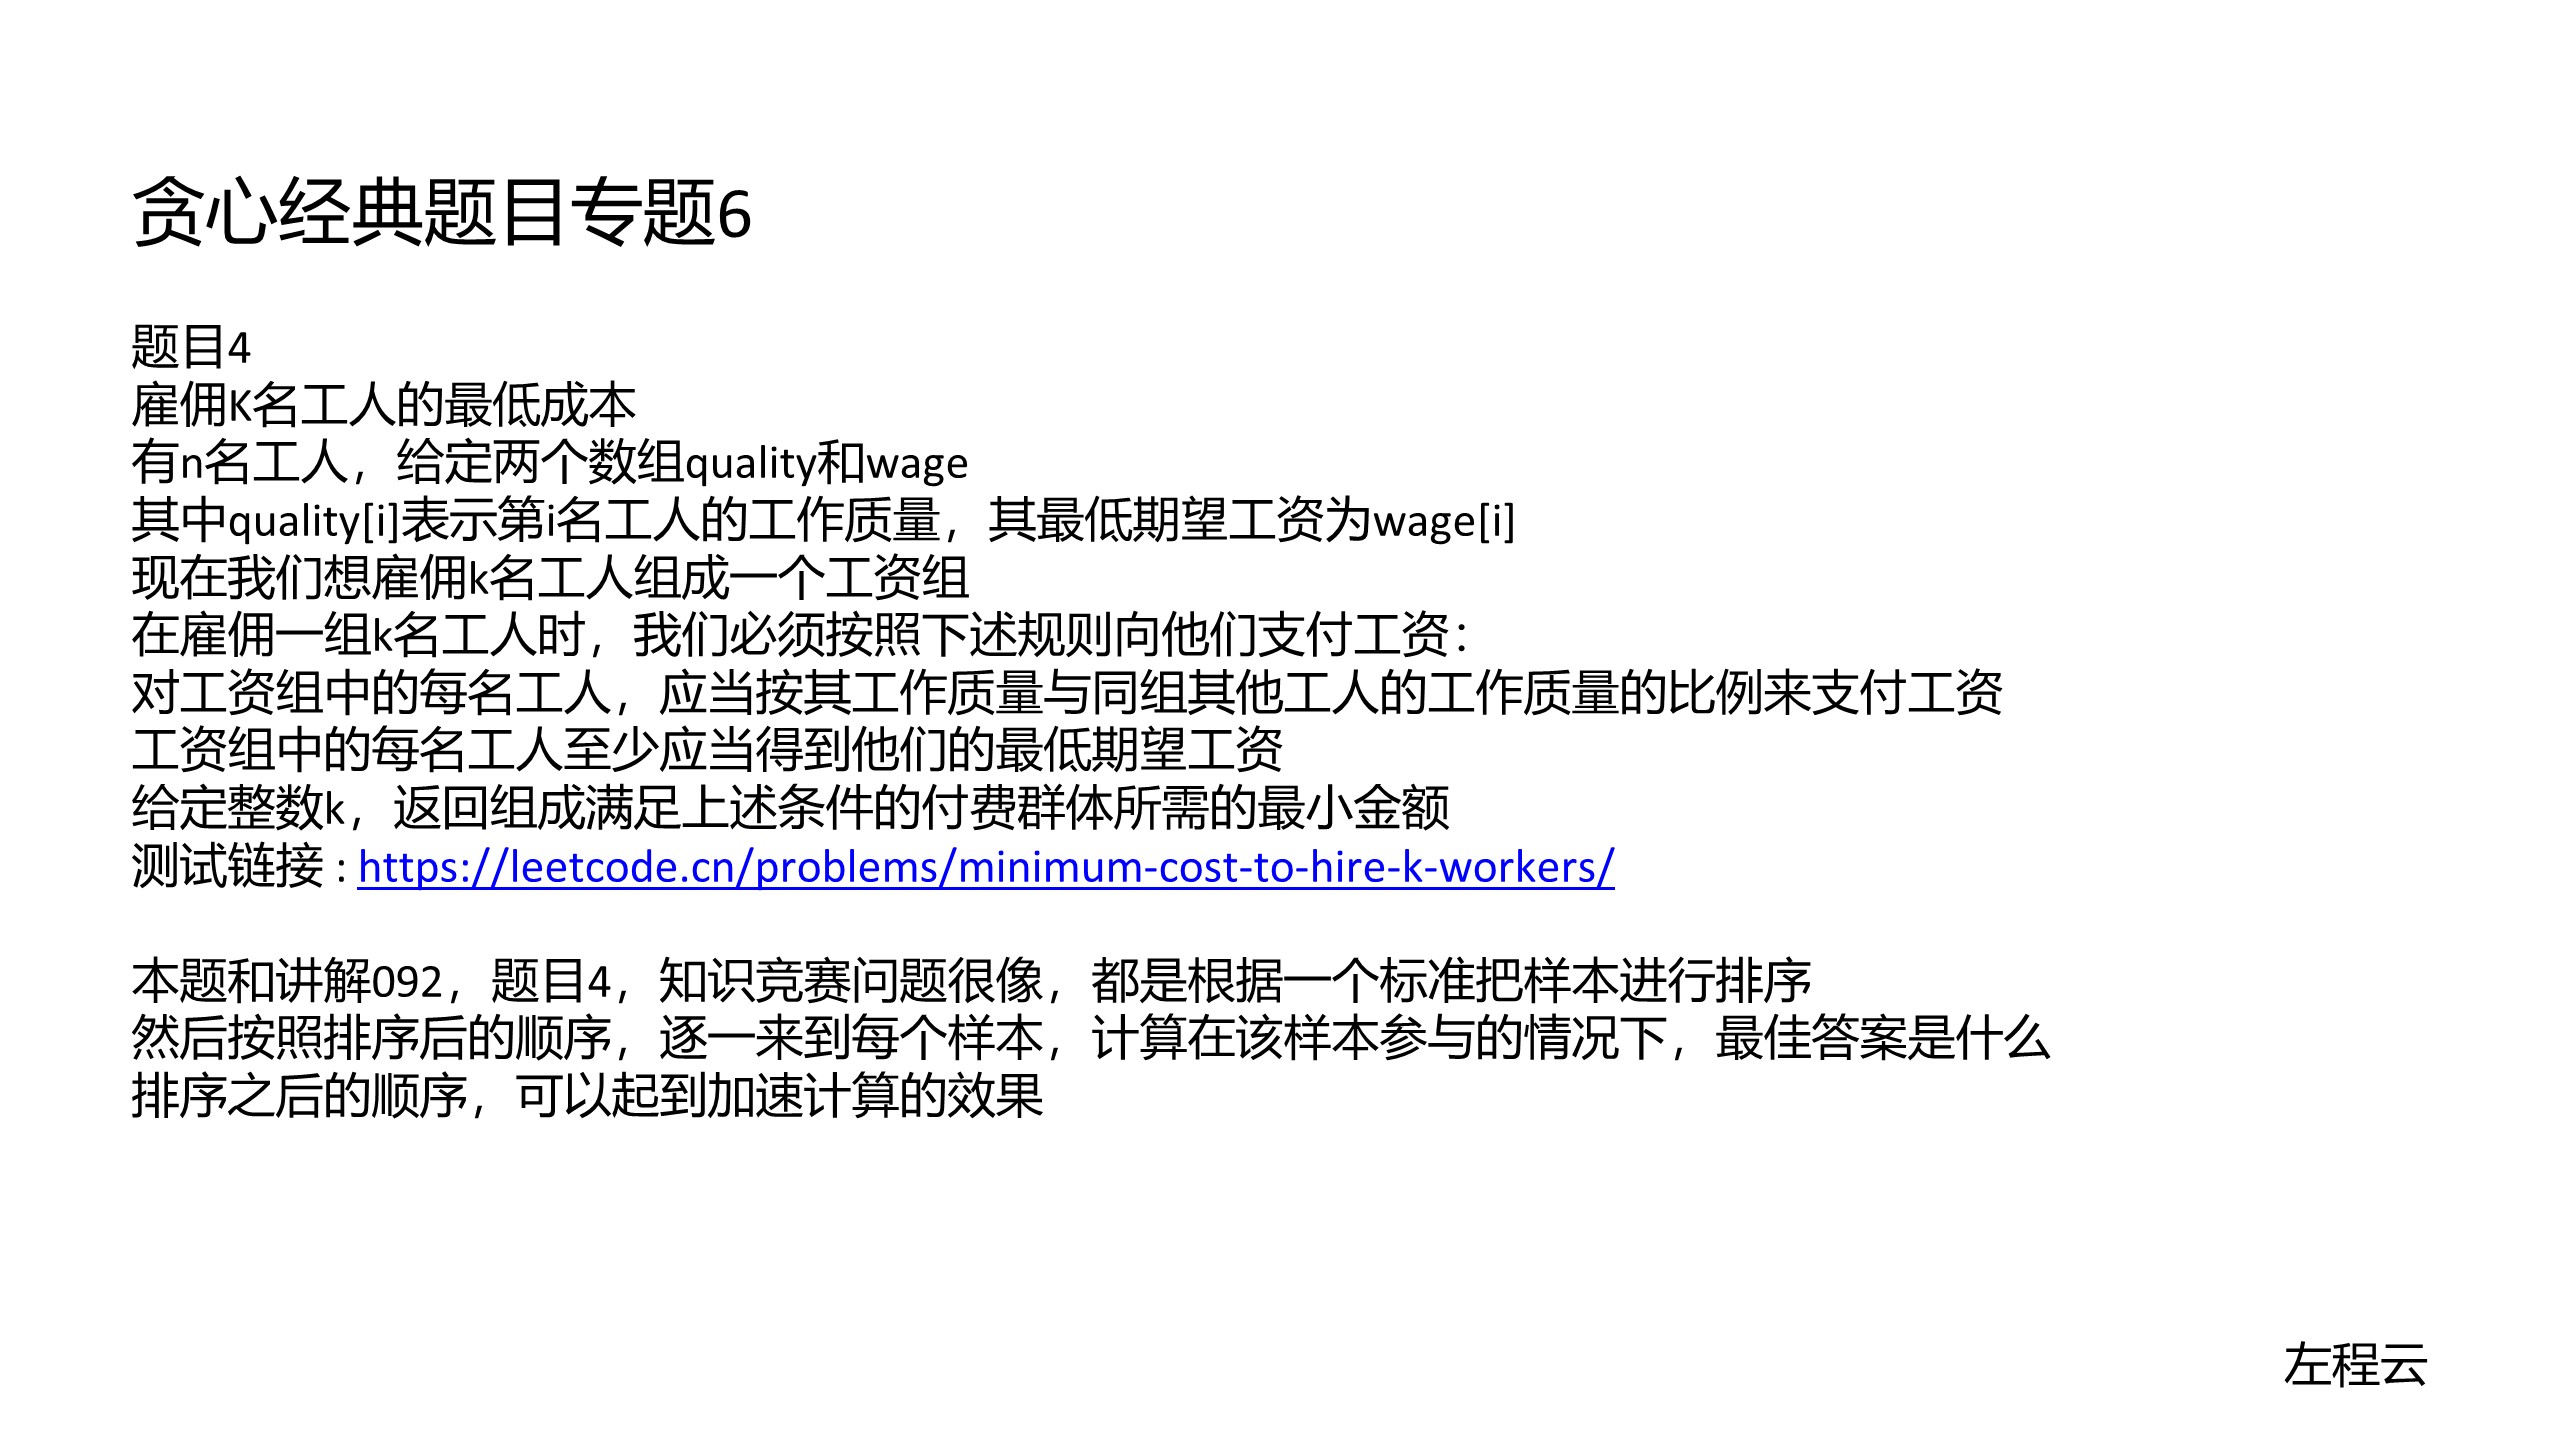 贪心经典题目专题6
题目4
雇佣K名工人的最低成本
有n名工人，给定两个数组quality和wage
其中quality[i]表示第i名工人的工作质量，其最低期望工资为wage[i]
现在我们想雇佣k名工人组成一个工资组
在雇佣一组k名工人时，我们必须按照下述规则向他们支付工资：
对工资组中的每名工人，应当按其工作质量与同组其他工人的工作质量的比例来支付工资
工资组中的每名工人至少应当得到他们的最低期望工资
给定整数k，返回组成满足上述条件的付费群体所需的最小金额
测试链接 : https://leetcode.cn/problems/minimum-cost-to-hire-k-workers/
本题和讲解092，题目4，知识竞赛问题很像，都是根据一个标准把样本进行排序
然后按照排序后的顺序，逐一来到每个样本，计算在该样本参与的情况下，最佳答案是什么
排序之后的顺序，可以起到加速计算的效果
左程云